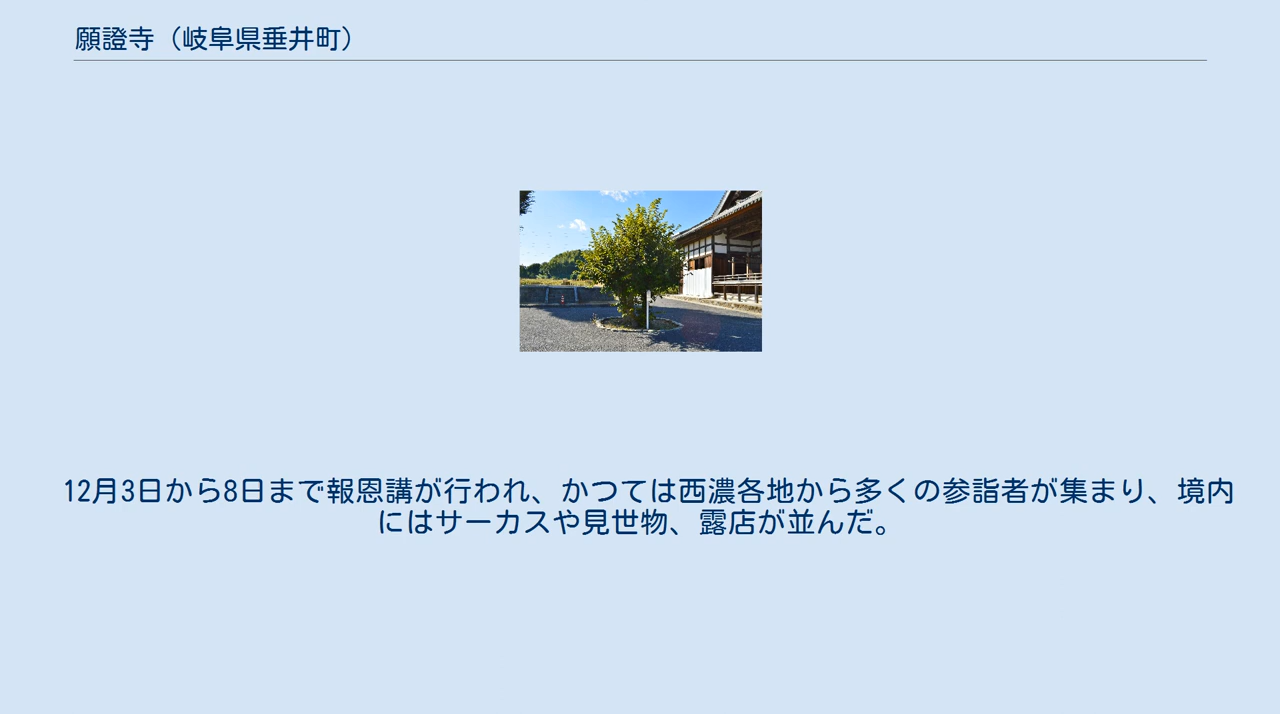 願證寺（岐阜県垂井町）
12月3日から8日まで報恩講が行われ、かつては西濃各地から多くの参詣者が集まり、境内
にはサーカスや見世物、露店が並んだ。